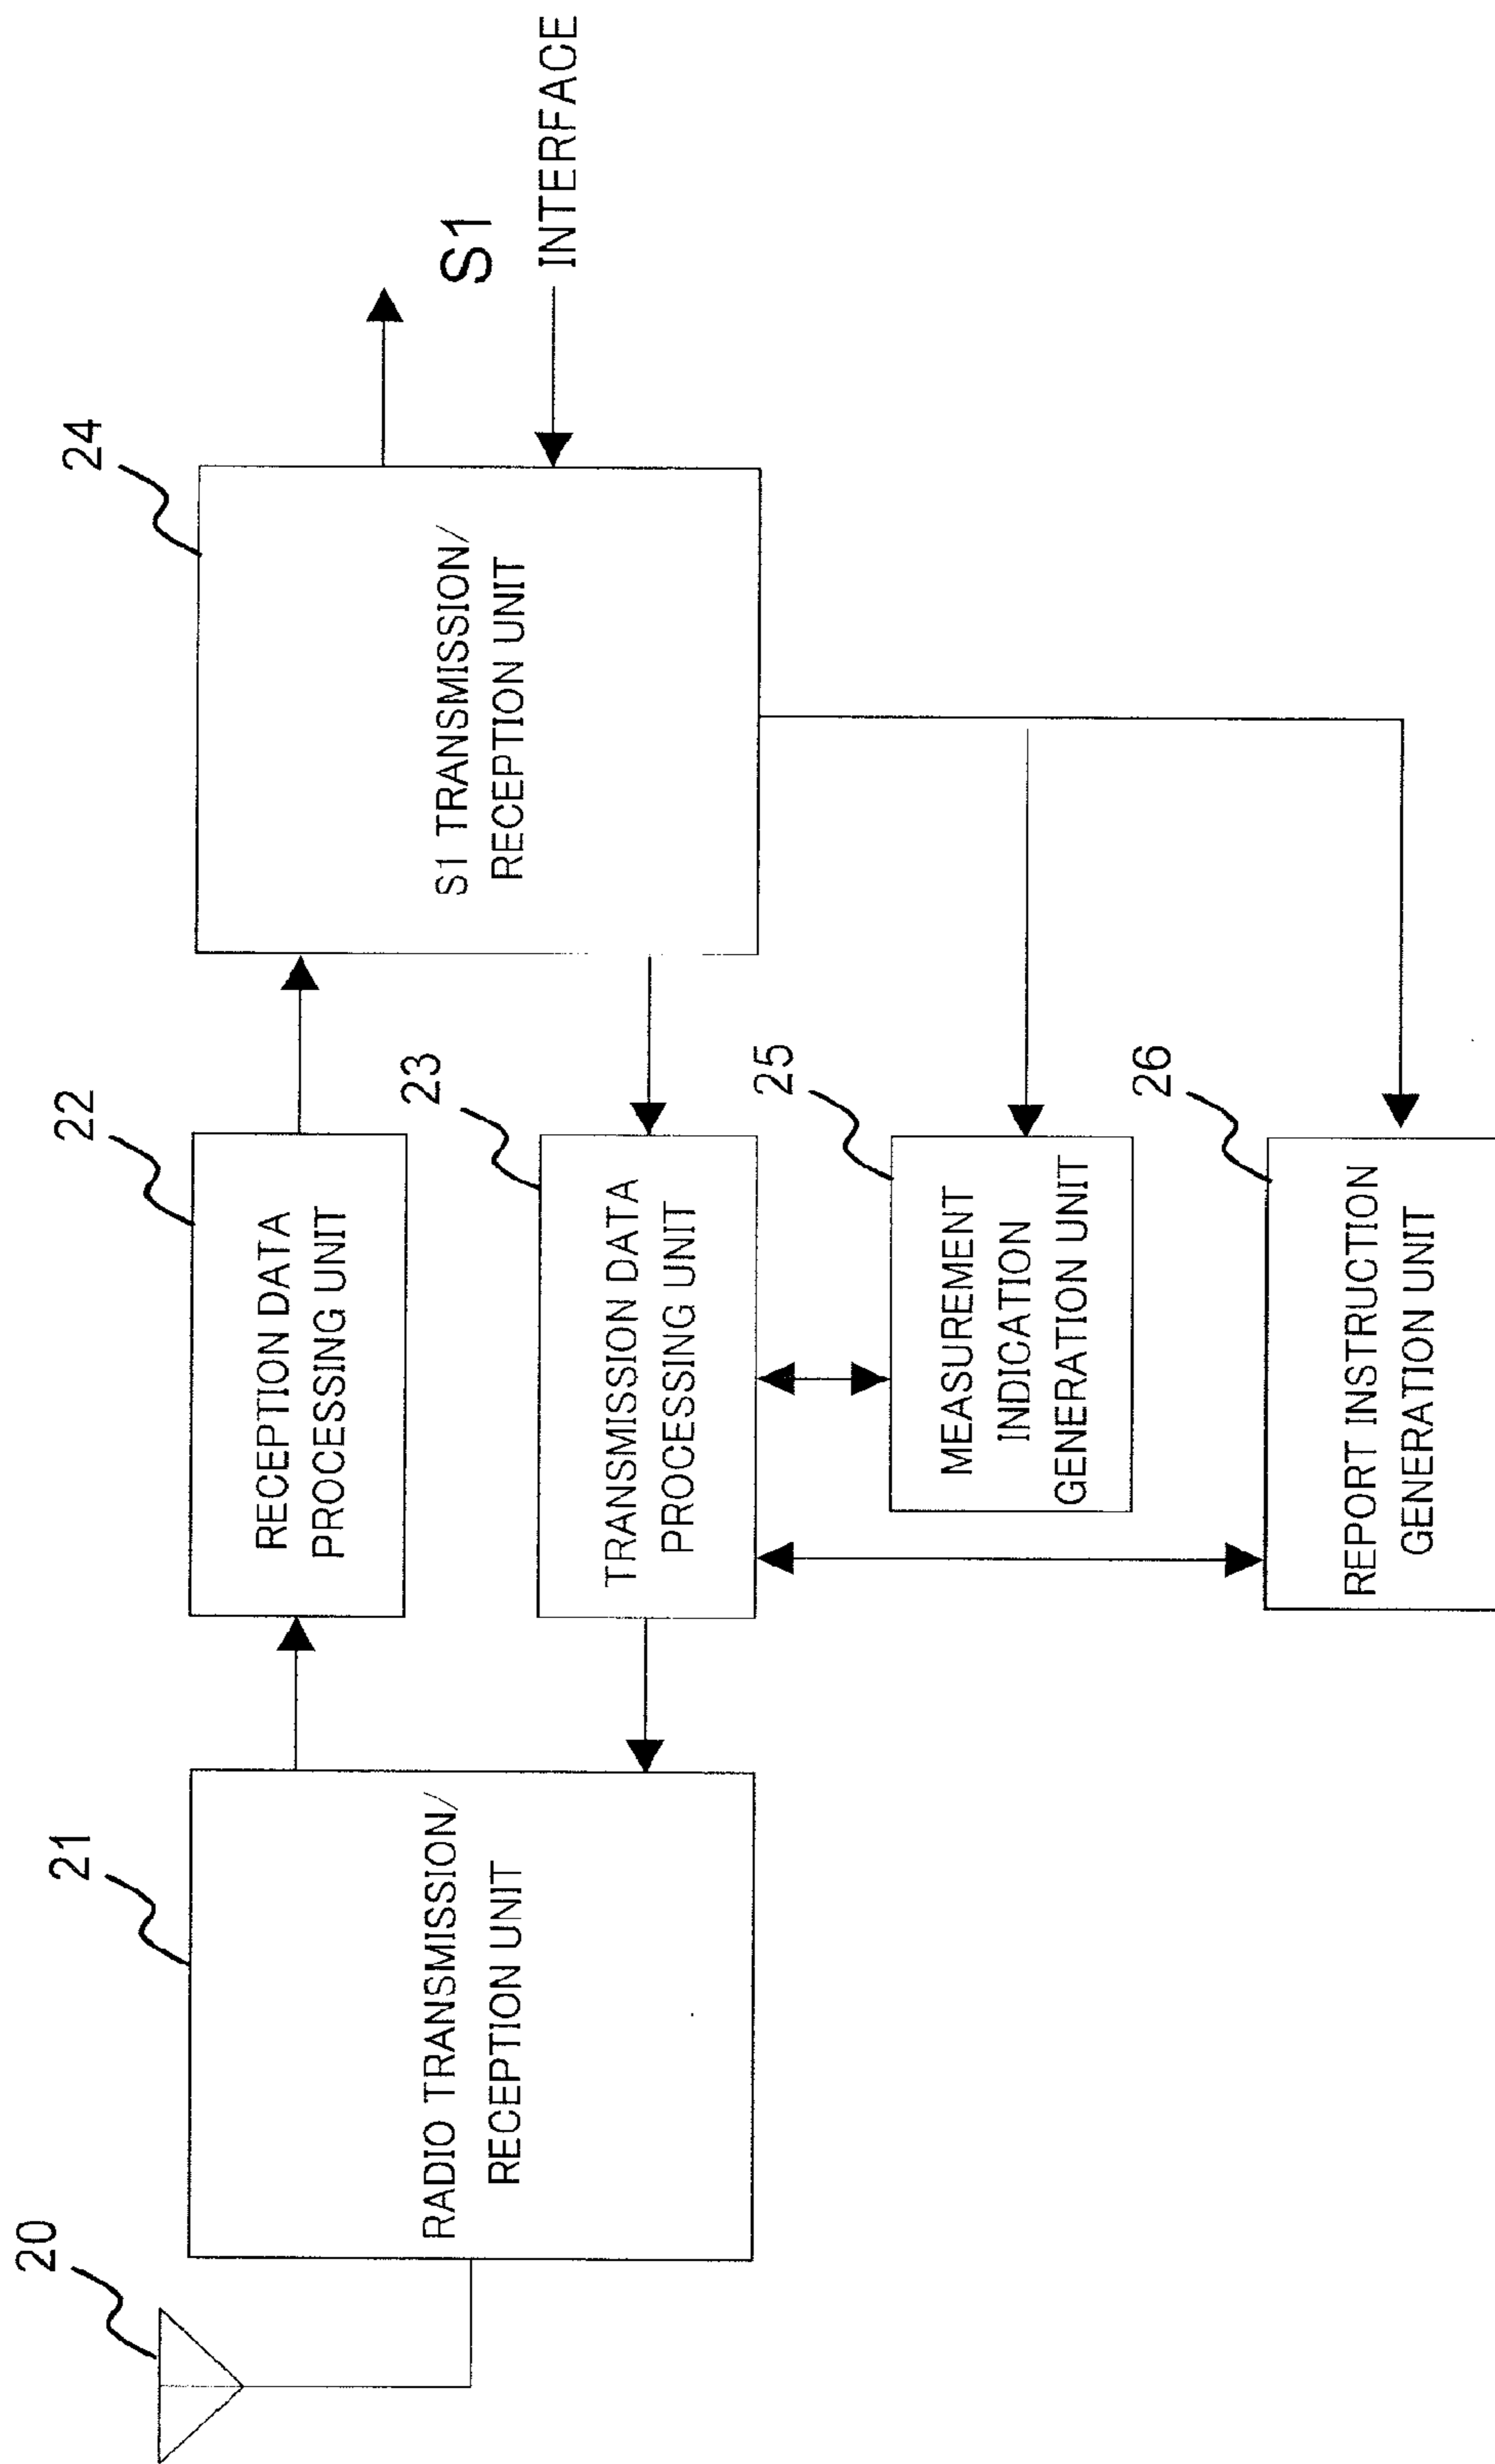 20
21
RADIO TRANSMISSION/
RECEPTION UNIT
22
RECEPTION DATA
PROCESSING UNIT
23
TRANSMISSION DATA
PROCESSING UNIT
24
S1 TRANSMISSION/
RECEPTION UNIT
S1
INTERFACE
25
MEASUREMENT
INDICATION
GENERATION UNIT
26
REPORT INSTRUCTION
GENERATION UNIT